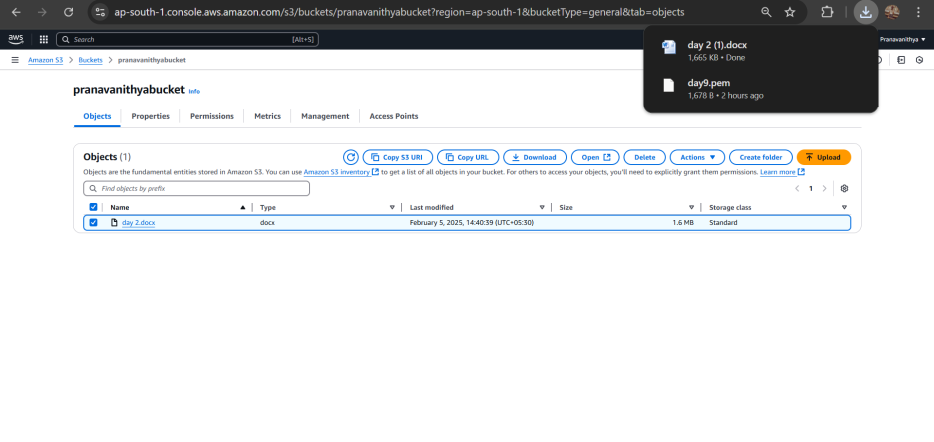 ap-south-1.console.aws.amazon.com/s3/buckets/pranavanithyabucket?region=ap-south-1&bucketType=general&tab=objects
day 2 (1).docx
1,665 KB • Done
day9.pem
1,678 B • 2 hours ago
aws
Search [Alt+S]
Pranavanithya
Amazon S3 > Buckets > pranavanithyabucket
pranavanithyabucket Info
Objects Properties Permissions Metrics Management Access Points
Objects (1)
Copy S3 URI Copy URL Download Open Delete Actions Create folder Upload
Objects are the fundamental entities stored in Amazon S3. You can use Amazon S3 inventory to get a list of all objects in your bucket. For others to access your objects, you'll need to explicitly grant them permissions. Learn more
Find objects by prefix
1
Name Type Last modified Size Storage class
day 2.docx docx February 5, 2025, 14:40:39 (UTC+05:30) 1.6 MB Standard